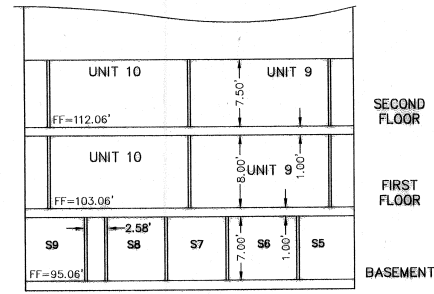 UNIT 10
UNIT 9
7.50'
SECOND
FLOOR
FF=112.06'
UNIT 10
8.00'
UNIT 9
1.00'
FIRST
FLOOR
FF=103.06'
2.58'
S9
S8
S7
7.00'
S6
1.00'
S5
FF=95.06'
BASEMENT